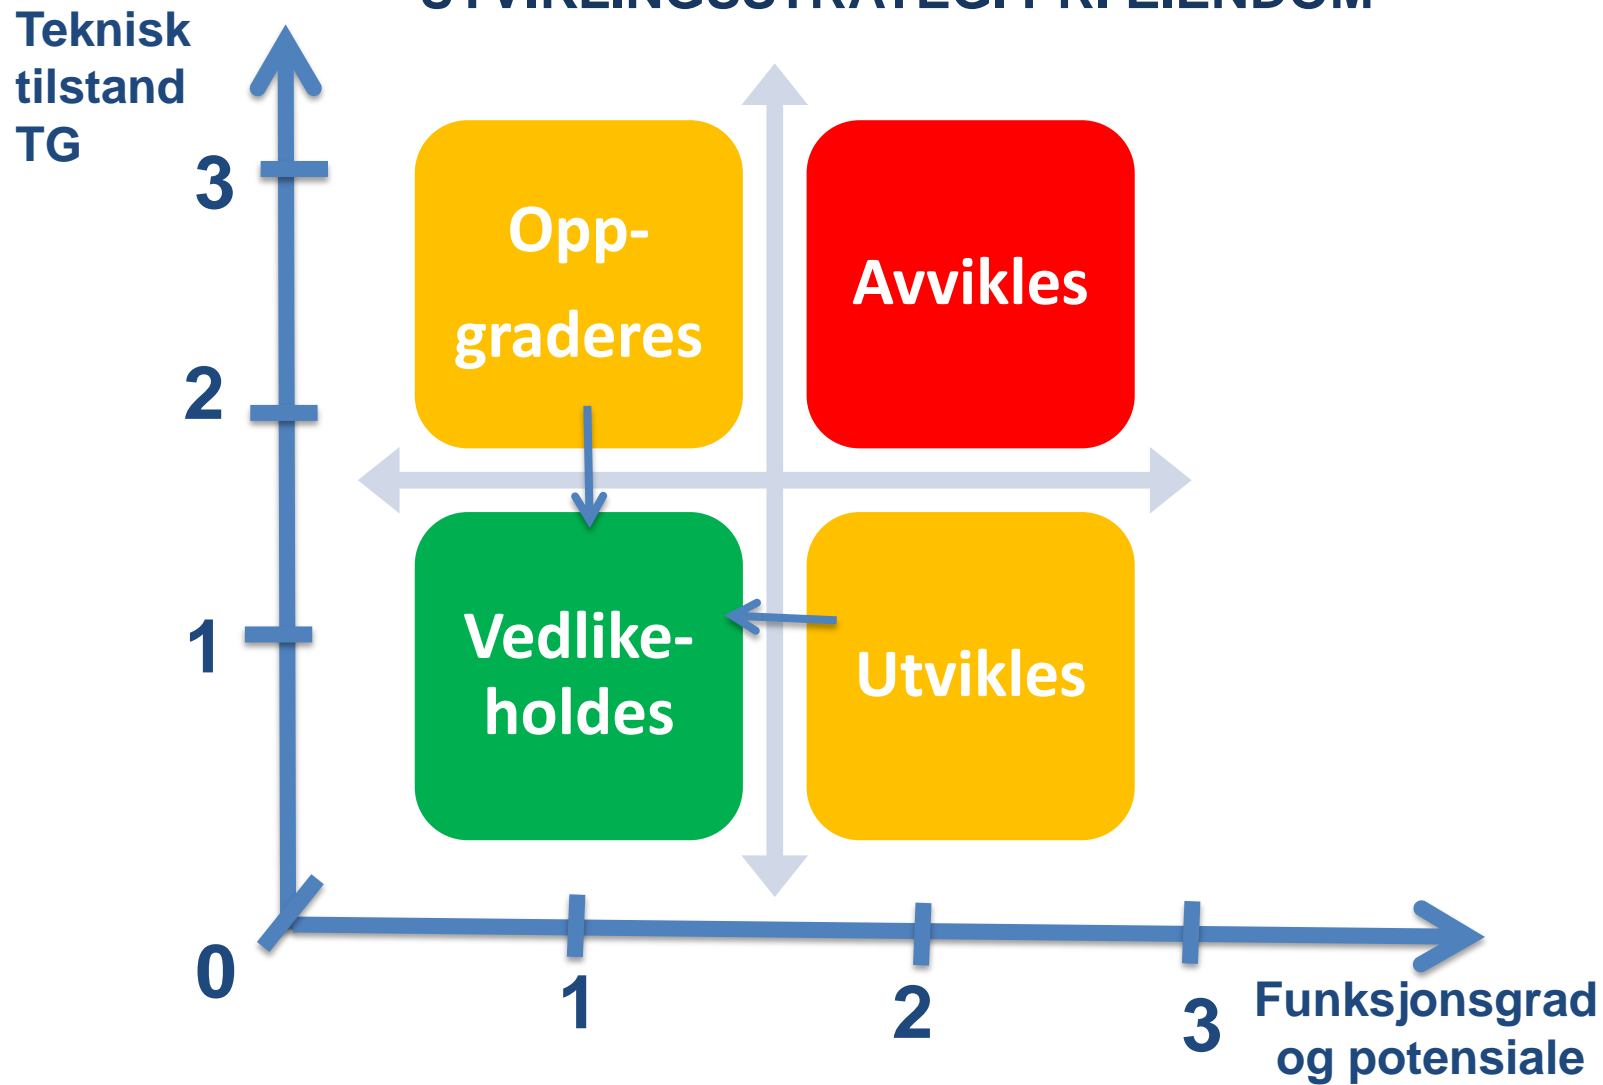 Teknisk
tilstand
TG
3
2
1
0
Opp-
graderes
Avvikles
Vedlike-
holdes
Utvikles
1
2
3
Funksjonsgrad
og potensiale